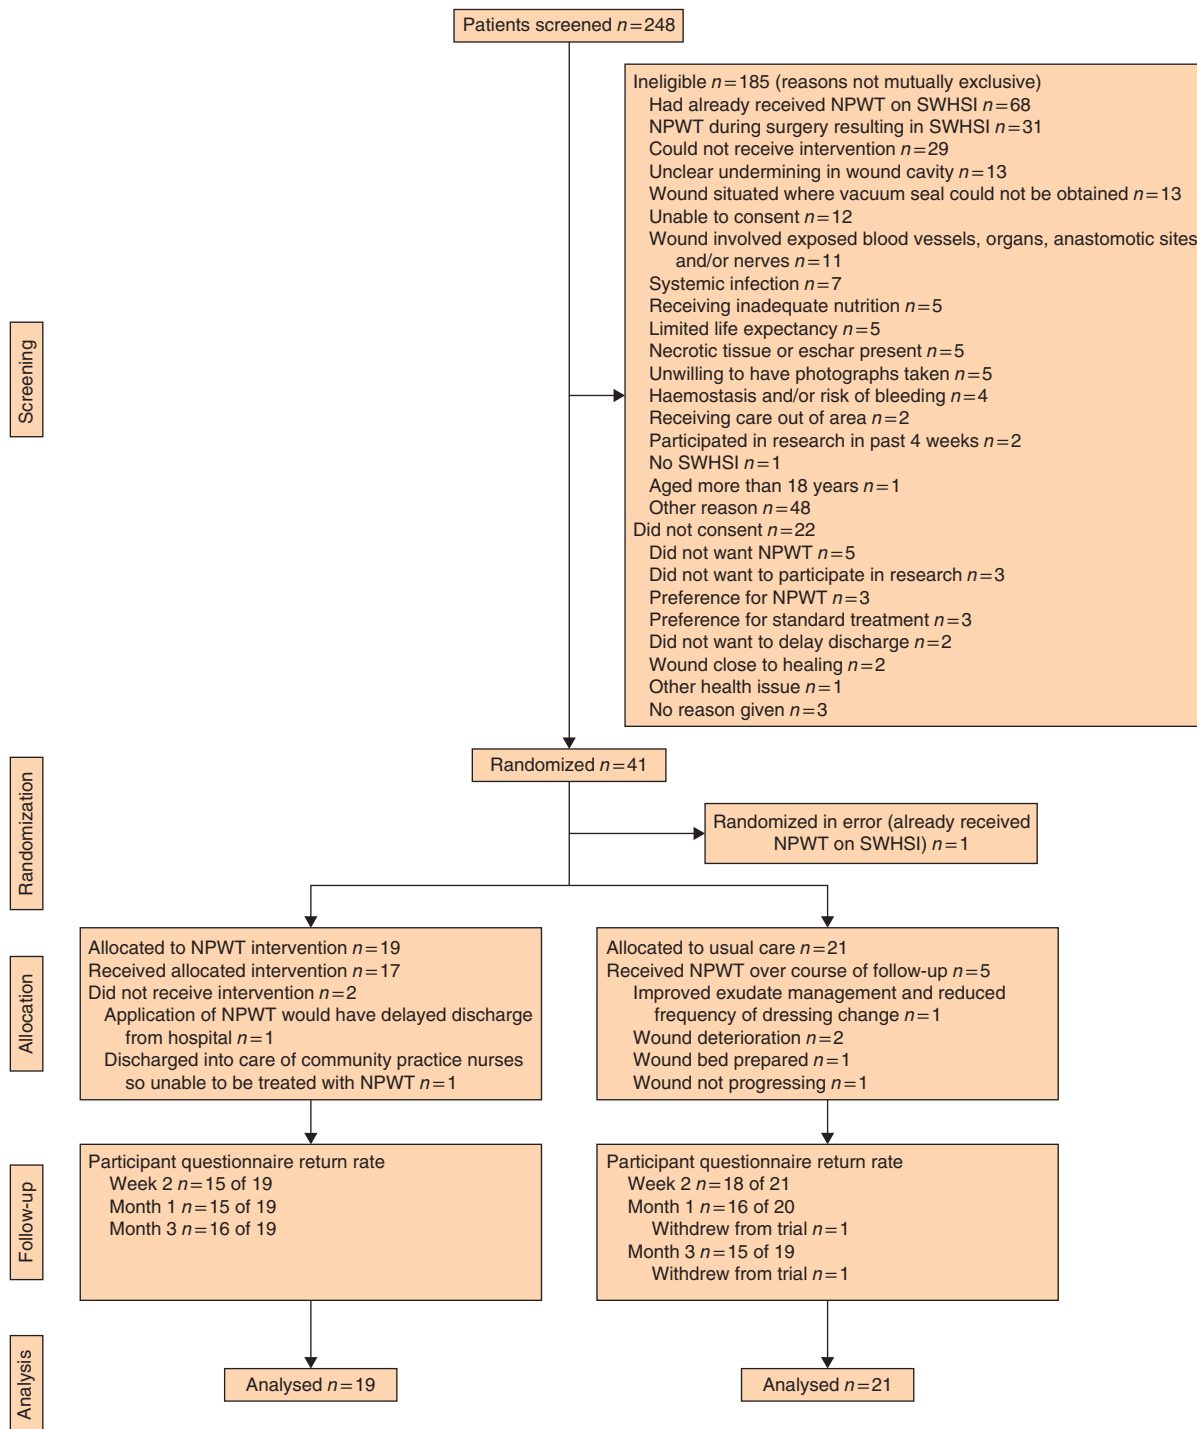 Patients screened n=248
Ineligible n=185 (reasons not mutually exclusive)
Had already received NPWT on SWHSI n=68
NPWT during surgery resulting in SWHSI n=31
Could not receive intervention n=29
Unclear undermining in wound cavity n=13
Wound situated where vacuum seal could not be obtained n=13
Unable to consent n=12
Wound involved exposed blood vessels, organs, anastomotic sites
and/or nerves n=11
Systemic infection n=7
Receiving inadequate nutrition n=5
Limited life expectancy n=5
Necrotic tissue or eschar present n=5
Unwilling to have photographs taken n=5
Haemostasis and/or risk of bleeding n=4
Receiving care out of area n=2
Participated in research in past 4 weeks n=2
No SWHSI n=1
Aged more than 18 years n=1
Other reason n=48
Did not consent n=22
Did not want NPWT n=5
Did not want to participate in research n=3
Preference for NPWT n=3
Preference for standard treatment n=3
Did not want to delay discharge n=2
Wound close to healing n=2
Other health issue n=1
No reason given n=3
Screening
Randomized n=41
Randomized in error (already received
NPWT on SWHSI) n=1
Randomization
Allocated to NPWT intervention n=19
Received allocated intervention n=17
Did not receive intervention n=2
Application of NPWT would have delayed discharge
from hospital n=1
Discharged into care of community practice nurses
so unable to be treated with NPWT n=1
Allocated to usual care n=21
Received NPWT over course of follow-up n=5
Improved exudate management and reduced
frequency of dressing change n=1
Wound deterioration n=2
Wound bed prepared n=1
Wound not progressing n=1
Allocation
Participant questionnaire return rate
Week 2 n=15 of 19
Month 1 n=15 of 19
Month 3 n=16 of 19
Participant questionnaire return rate
Week 2 n=18 of 21
Month 1 n=16 of 20
Withdrew from trial n=1
Month 3 n=15 of 19
Withdrew from trial n=1
Follow-up
Analysed n=19
Analysed n=21
Analysis